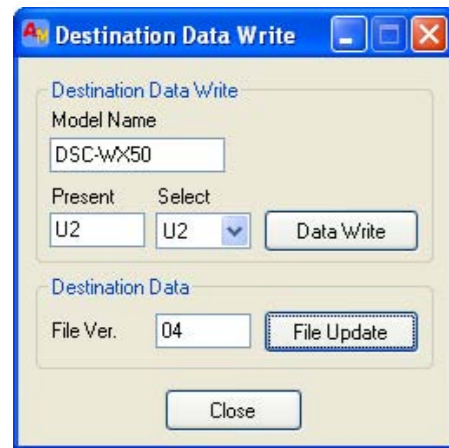 Destination Data Write
Destination Data Write
Model Name
DSC-WX50
Present Select
U2 U2 Data Write
Destination Data
File Ver. 04 File Update
Close